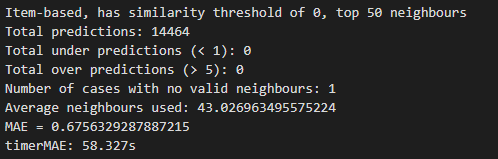 Item-based, has similarity threshold of 0, top 50 neighbours
Total predictions: 14464
Total under predictions (< 1): 0
Total over predictions (> 5): 0
Number of cases with no valid neighbours: 1
Average neighbours used: 43.026963495575224
MAE = 0.6756329287887215
timerMAE: 58.327s